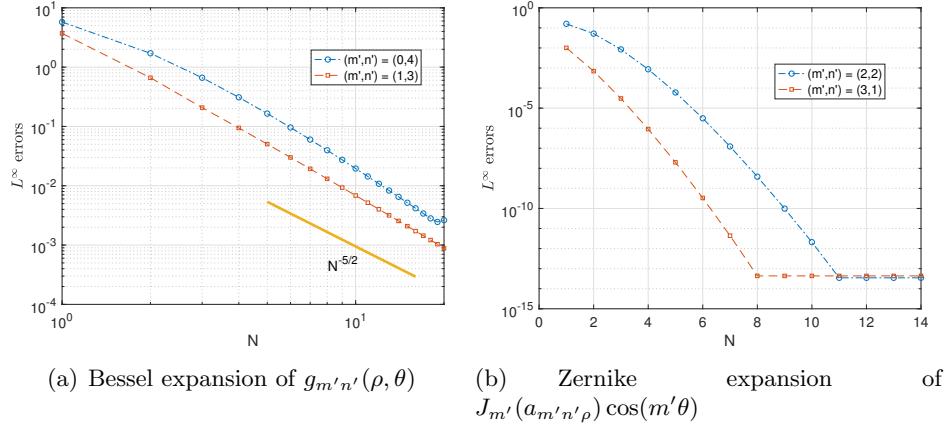 10^1
10^0
10^-1
10^-2
10^-3
10^-4
L^∞ errors
(m',n') = (0,4)
(m',n') = (1,3)
N^-5/2
10^0
10^1
N
(a) Bessel expansion of g_{m'n'}(ρ, θ)
10^0
10^-5
10^-10
10^-15
L^∞ errors
(m',n') = (2,2)
(m',n') = (3,1)
0 2 4 6 8 10 12 14
N
(b) Zernike expansion of
J_{m'}(a_{m'n'ρ}) cos(m'θ)